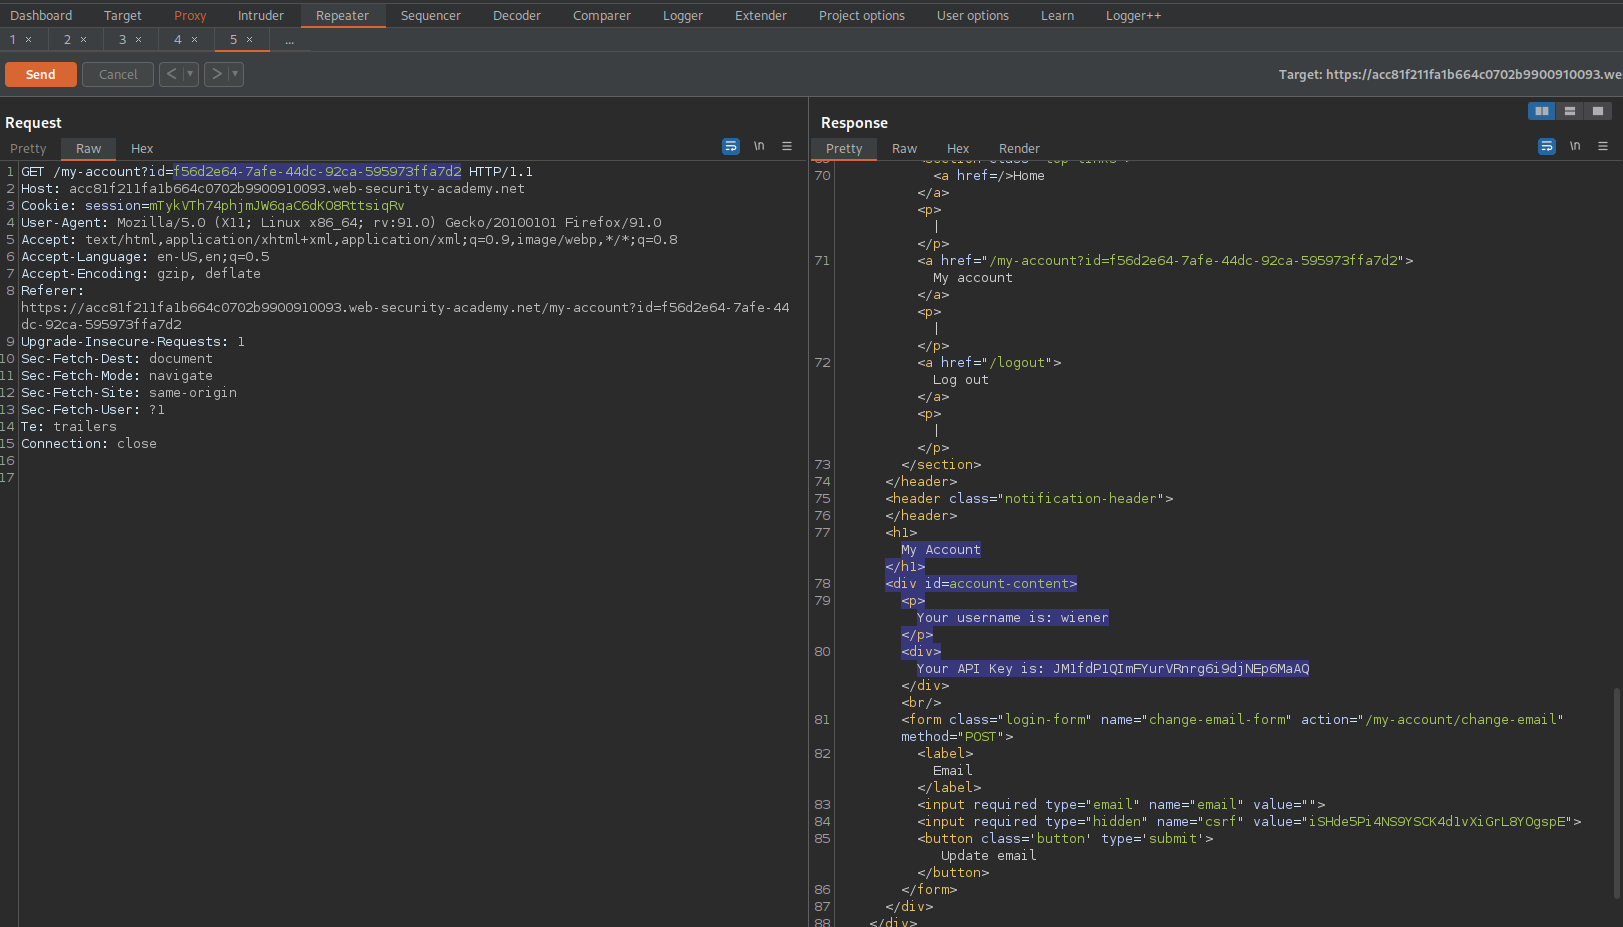 Dashboard Target Proxy Intruder Repeater Sequencer Decoder Comparer Logger Extender Project options User options Learn Logger++
1 × 2 × 3 × 4 × 5 × ...
Send Cancel < ▼ > ▼ Target: https://acc81f211fa1b664c0702b9900910093.we
Request
Pretty Raw Hex \n
1 GET /my-account?id=f56d2e64-7afe-44dc-92ca-595973ffa7d2 HTTP/1.1
2 Host: acc81f211fa1b664c0702b9900910093.web-security-academy.net
3 Cookie: session=mTykVTh74phjmJW6qaC6dKO8RttsiqRv
4 User-Agent: Mozilla/5.0 (X11; Linux x86_64; rv:91.0) Gecko/20100101 Firefox/91.0
5 Accept: text/html,application/xhtml+xml,application/xml;q=0.9,image/webp,*/*;q=0.8
6 Accept-Language: en-US,en;q=0.5
7 Accept-Encoding: gzip, deflate
8 Referer:
https://acc81f211fa1b664c0702b9900910093.web-security-academy.net/my-account?id=f56d2e64-7afe-44
dc-92ca-595973ffa7d2
9 Upgrade-Insecure-Requests: 1
10 Sec-Fetch-Dest: document
11 Sec-Fetch-Mode: navigate
12 Sec-Fetch-Site: same-origin
13 Sec-Fetch-User: ?1
14 Te: trailers
15 Connection: close
16
17
Response
Pretty Raw Hex Render \n
69 <section class="top-links">
70 <a href=/>Home
</a>
<p>
|
</p>
71 <a href="/my-account?id=f56d2e64-7afe-44dc-92ca-595973ffa7d2">
My account
</a>
<p>
|
</p>
72 <a href="/logout">
Log out
</a>
<p>
|
</p>
73 </section>
74 </header>
75 <header class="notification-header">
76 </header>
77 <h1>
My Account
</h1>
78 <div id=account-content>
79 <p>
Your username is: wiener
</p>
80 <div>
Your API Key is: JM1fdP1QImFYurVRnrg6i9djNEp6MaAQ
</div>
<br/>
81 <form class="login-form" name="change-email-form" action="/my-account/change-email"
method="POST">
82 <label>
Email
</label>
83 <input required type="email" name="email" value="">
84 <input required type="hidden" name="csrf" value="iSHde5Pi4NS9YSCK4d1vXiGrL8YOgspE">
85 <button class='button' type='submit'>
Update email
</button>
86 </form>
87 </div>
88 </div>